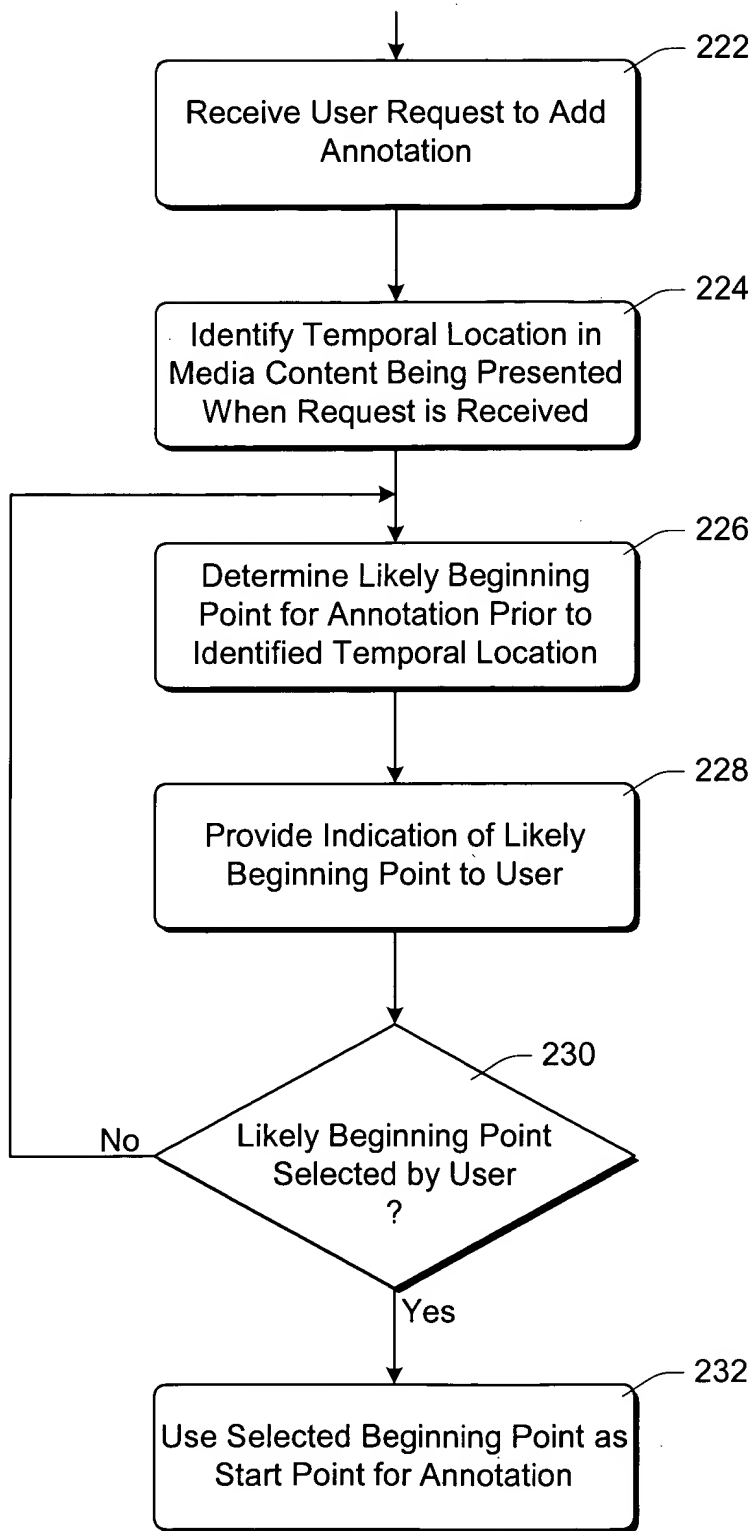 222
Receive User Request to Add
Annotation
224
Identify Temporal Location in
Media Content Being Presented
When Request is Received
226
Determine Likely Beginning
Point for Annotation Prior to
Identified Temporal Location
228
Provide Indication of Likely
Beginning Point to User
230
No
Likely Beginning Point
Selected by User
?
Yes
232
Use Selected Beginning Point as
Start Point for Annotation